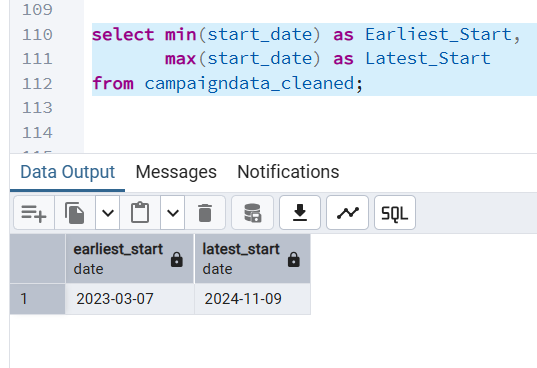 109
110 select min(start_date) as Earliest_Start,
111 max(start_date) as Latest_Start
112 from campaigndata_cleaned;
113
114
Data Output Messages Notifications
SQL
earliest_start latest_start
date date
1 2023-03-07 2024-11-09